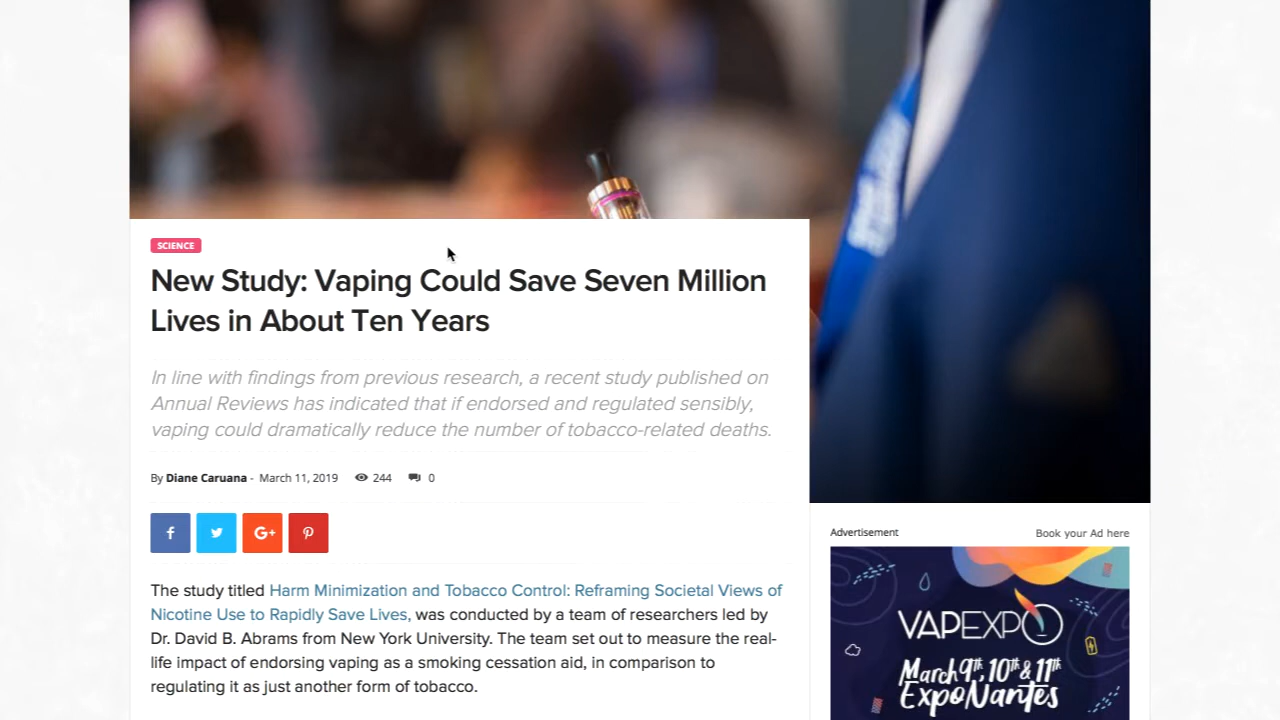 SCIENCE
New Study: Vaping Could Save Seven Million
Lives in About Ten Years
In line with findings from previous research, a recent study published on
Annual Reviews has indicated that if endorsed and regulated sensibly,
vaping could dramatically reduce the number of tobacco-related deaths.
By Diane Caruana - March 11, 2019 244 0
f G+
The study titled Harm Minimization and Tobacco Control: Reframing Societal Views of
Nicotine Use to Rapidly Save Lives, was conducted by a team of researchers led by
Dr. David B. Abrams from New York University. The team set out to measure the real-
life impact of endorsing vaping as a smoking cessation aid, in comparison to
regulating it as just another form of tobacco.
Advertisement Book your Ad here
VAPEXPO
March 9th, 10th & 11th
ExpoNantes